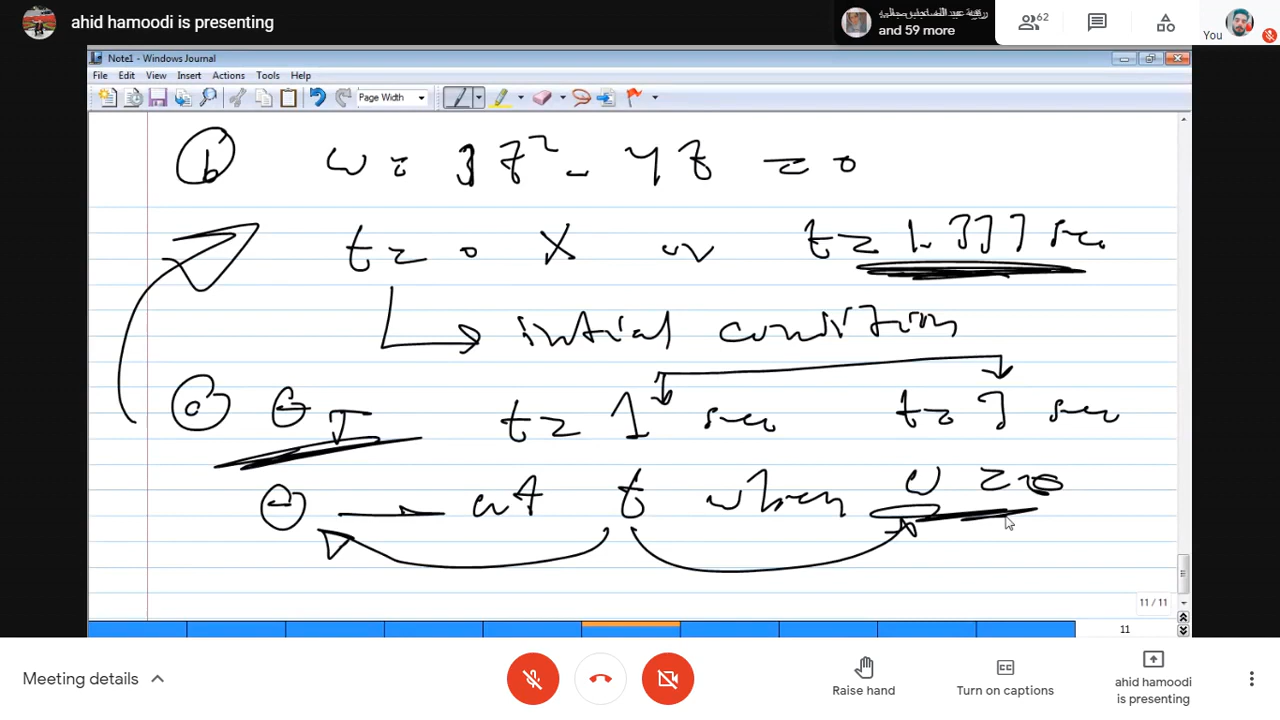 ahid hamoodi is presenting
and 59 more
62
You
Note1 - Windows Journal
File Edit View Insert Actions Tools Help
Page Width
b ω = 3t² - 4t = 0
t = 0 X or t = 1.333 sec
initial condition
c θT t = 1 sec t = 3 sec
θ → at t when ω = 0
11 / 11
11
Meeting details
Raise hand
Turn on captions
ahid hamoodi
is presenting